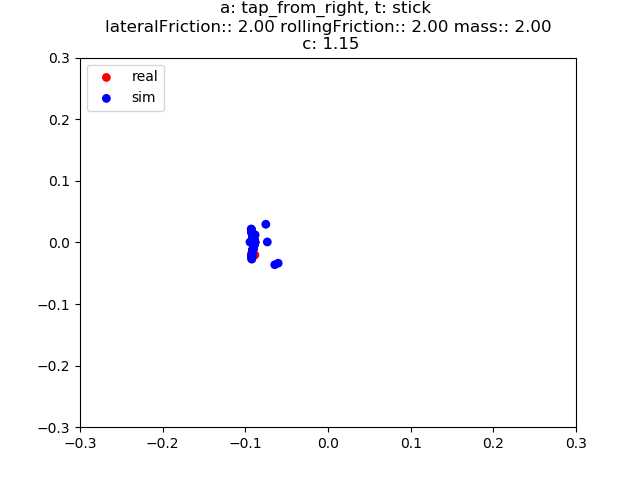 a: tap_from_right, t: stick
lateralFriction:: 2.00 rollingFriction:: 2.00 mass:: 2.00
c: 1.15
real
sim
0.3
0.2
0.1
0.0
−0.1
−0.2
−0.3
−0.3
−0.2
−0.1
0.0
0.1
0.2
0.3